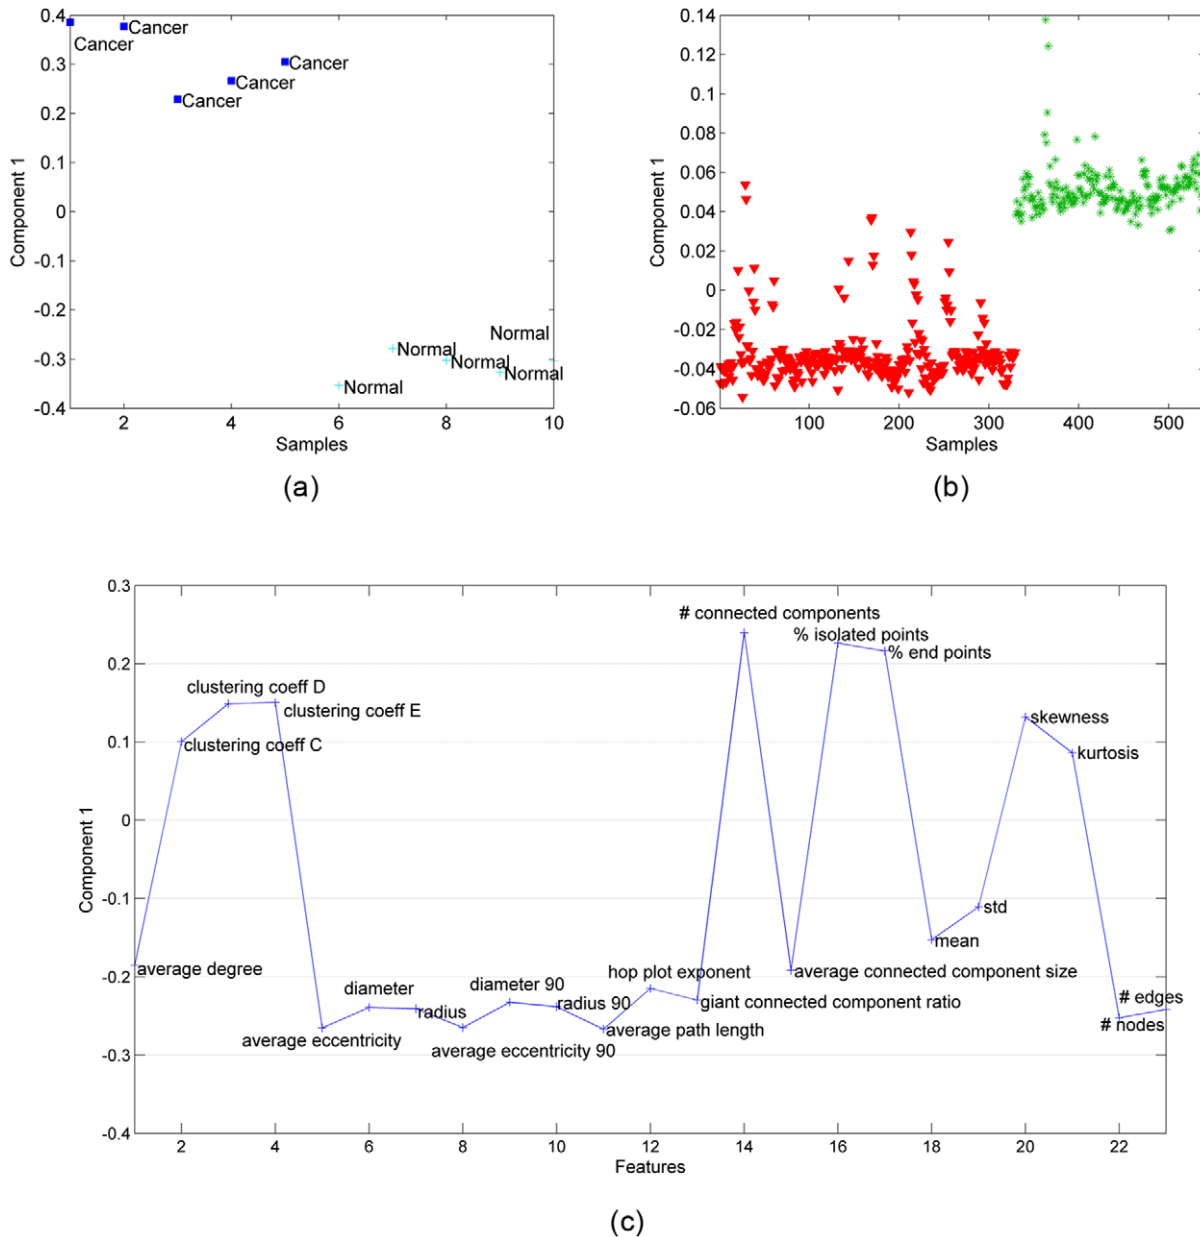 0.4
0.3
0.2
0.1
0
-0.1
-0.2
-0.3
-0.4
Component 1
Cancer
Cancer
Cancer
Cancer
Cancer
Normal
Normal
Normal
Normal
Normal
2 4 6 8 10
Samples
(a)
0.14
0.12
0.1
0.08
0.06
0.04
0.02
0
-0.02
-0.04
-0.06
Component 1
100 200 300 400 500
Samples
(b)
0.3
0.2
0.1
0
-0.1
-0.2
-0.3
-0.4
Component 1
# connected components
% isolated points
% end points
clustering coeff D
clustering coeff E
clustering coeff C
skewness
kurtosis
std
mean
average degree
hop plot exponent
average connected component size
diameter
diameter 90
radius
radius 90
giant connected component ratio
# edges
# nodes
average path length
average eccentricity
average eccentricity 90
2 4 6 8 10 12 14 16 18 20 22
Features
(c)